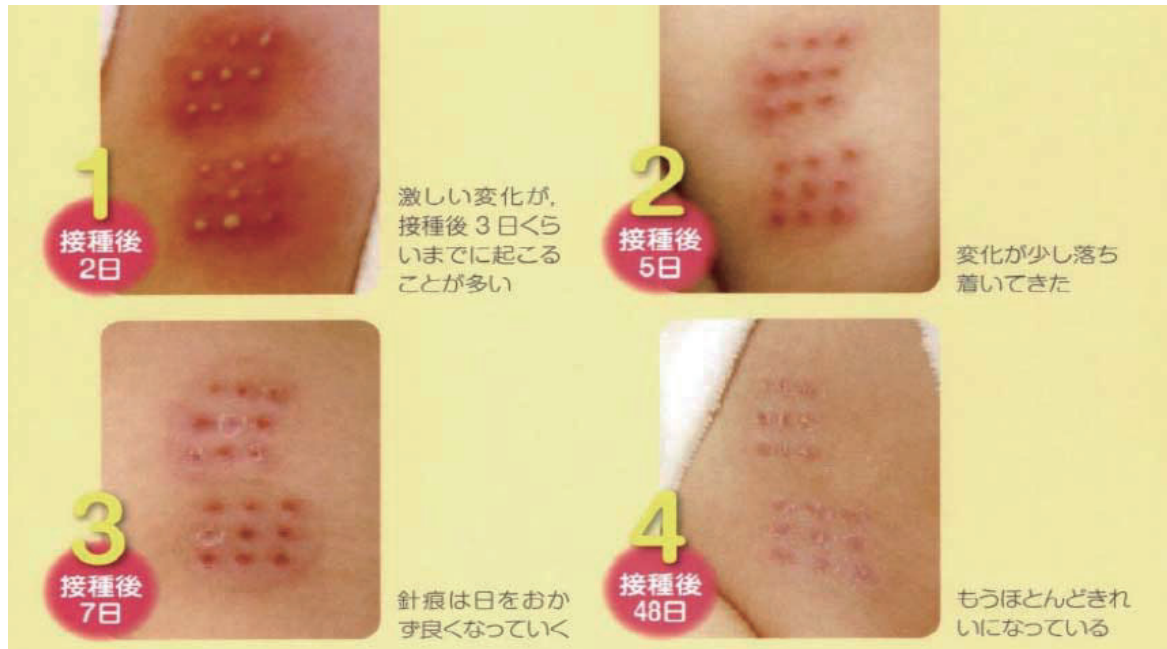 1
接種後
2日
激しい変化が,
接種後 3 日くら
いまでに起こる
ことが多い
2
接種後
5日
変化が少し落ち
着いてきた
3
接種後
7日
針痕は日をおか
ず良くなっていく
4
接種後
48日
もうほとんどきれ
いになっている